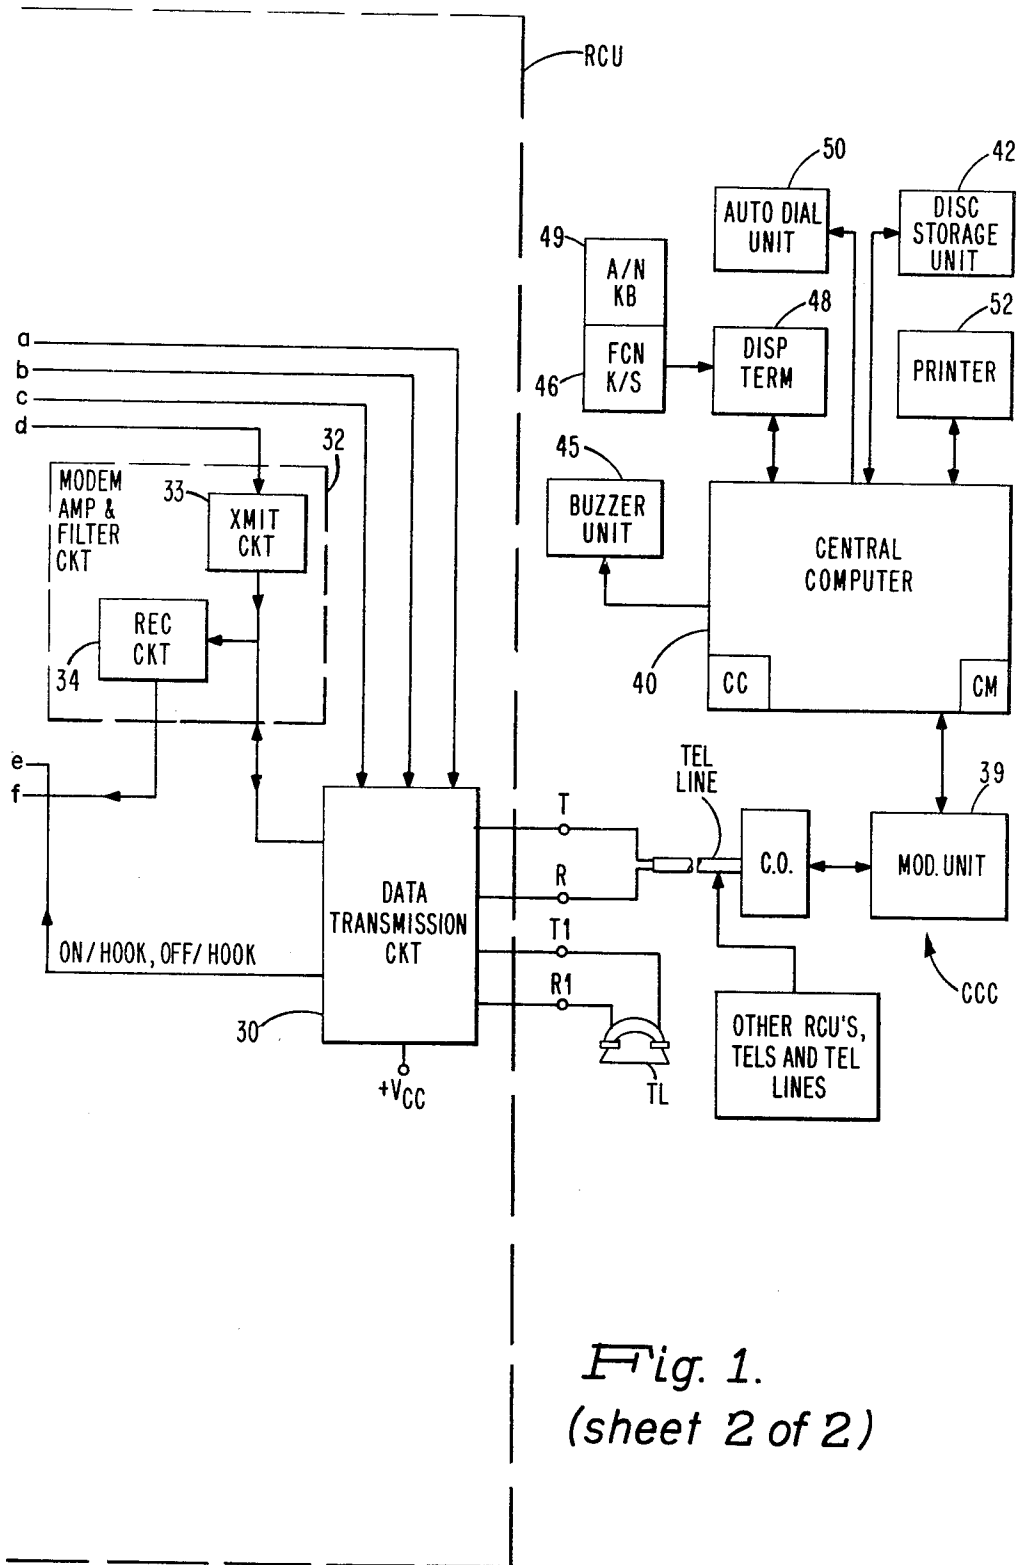 RCU
50
42
AUTO DIAL
UNIT
DISC
STORAGE
UNIT
49
A/N
KB
48
52
a
b
c
d
46
FCN
K/S
DISP
TERM
PRINTER
32
45
MODEM
AMP &
FILTER
CKT
33
XMIT
CKT
BUZZER
UNIT
CENTRAL
COMPUTER
REC
CKT
34
40
CC
CM
e
f
TEL
LINE
39
T
R
C.O.
MOD. UNIT
DATA
TRANSMISSION
CKT
T1
ON/HOOK, OFF/HOOK
R1
CCC
30
OTHER RCU'S,
TELS AND TEL
LINES
+VCC
TL
Fig. 1.
(sheet 2 of 2)